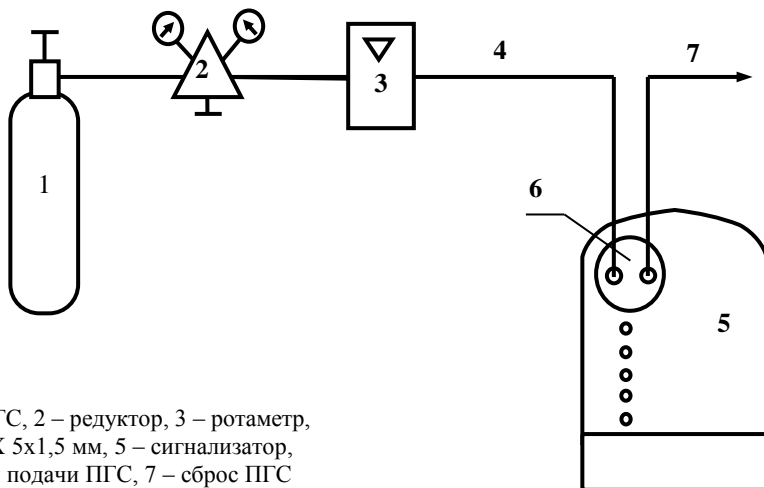 4 7
2
3
1
6
5
ГС, 2 – редуктор, 3 – ротаметр,
5х1,5 мм, 5 – сигнализатор,
подачи ПГС, 7 – сброс ПГС